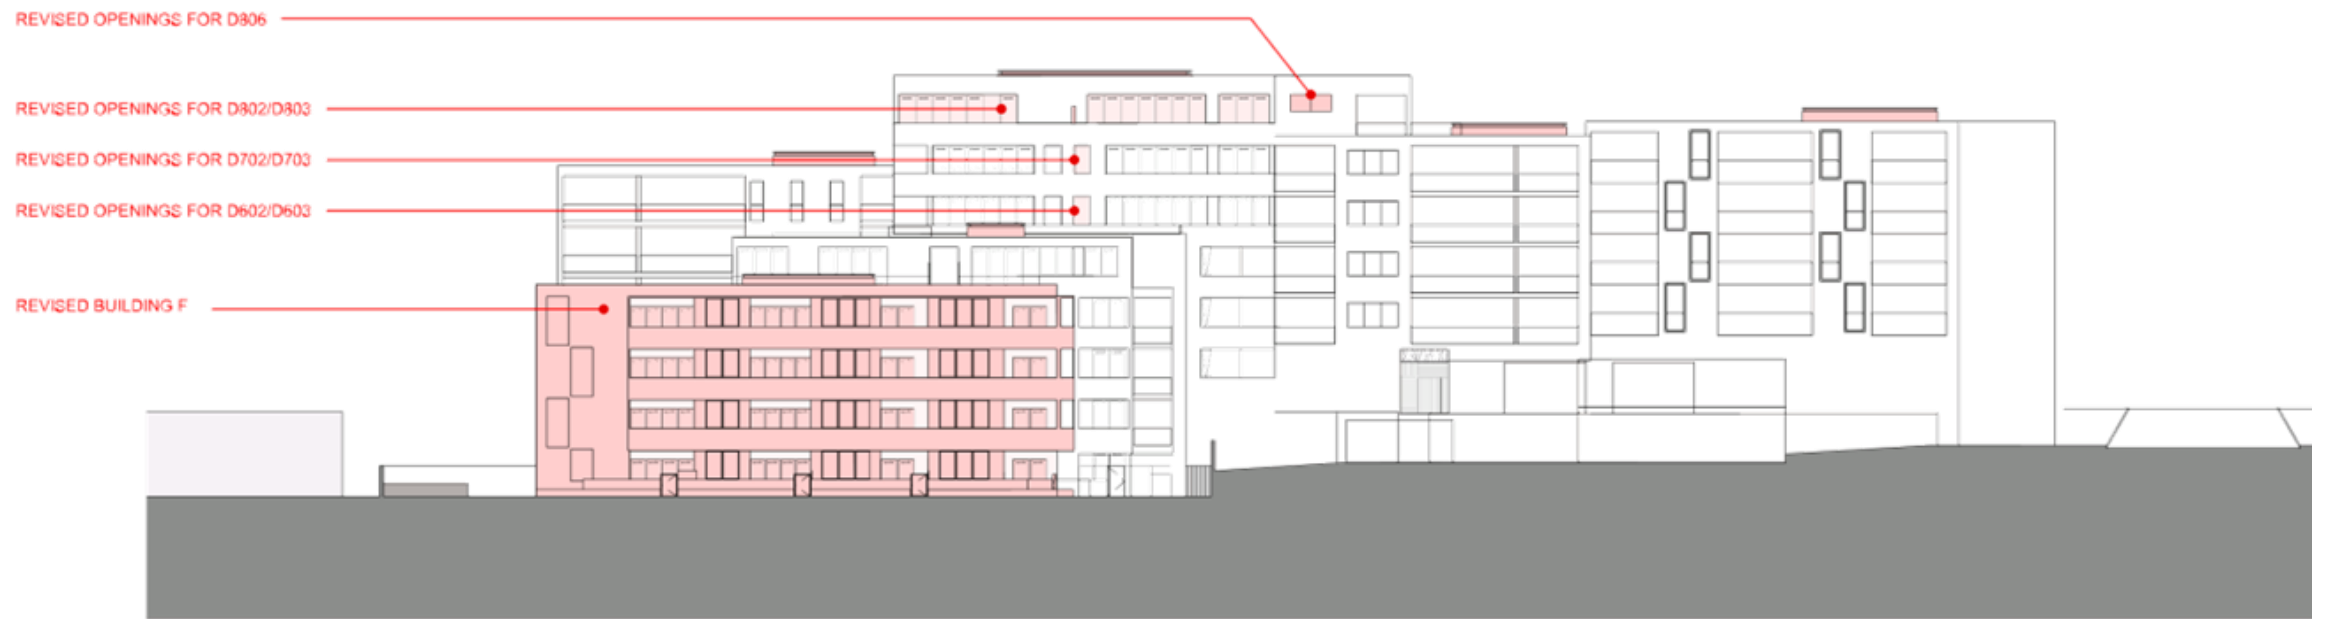 REVISED OPENINGS FOR D806
REVISED OPENINGS FOR D802/D803
REVISED OPENINGS FOR D702/D703
REVISED OPENINGS FOR D602/D603
REVISED BUILDING F